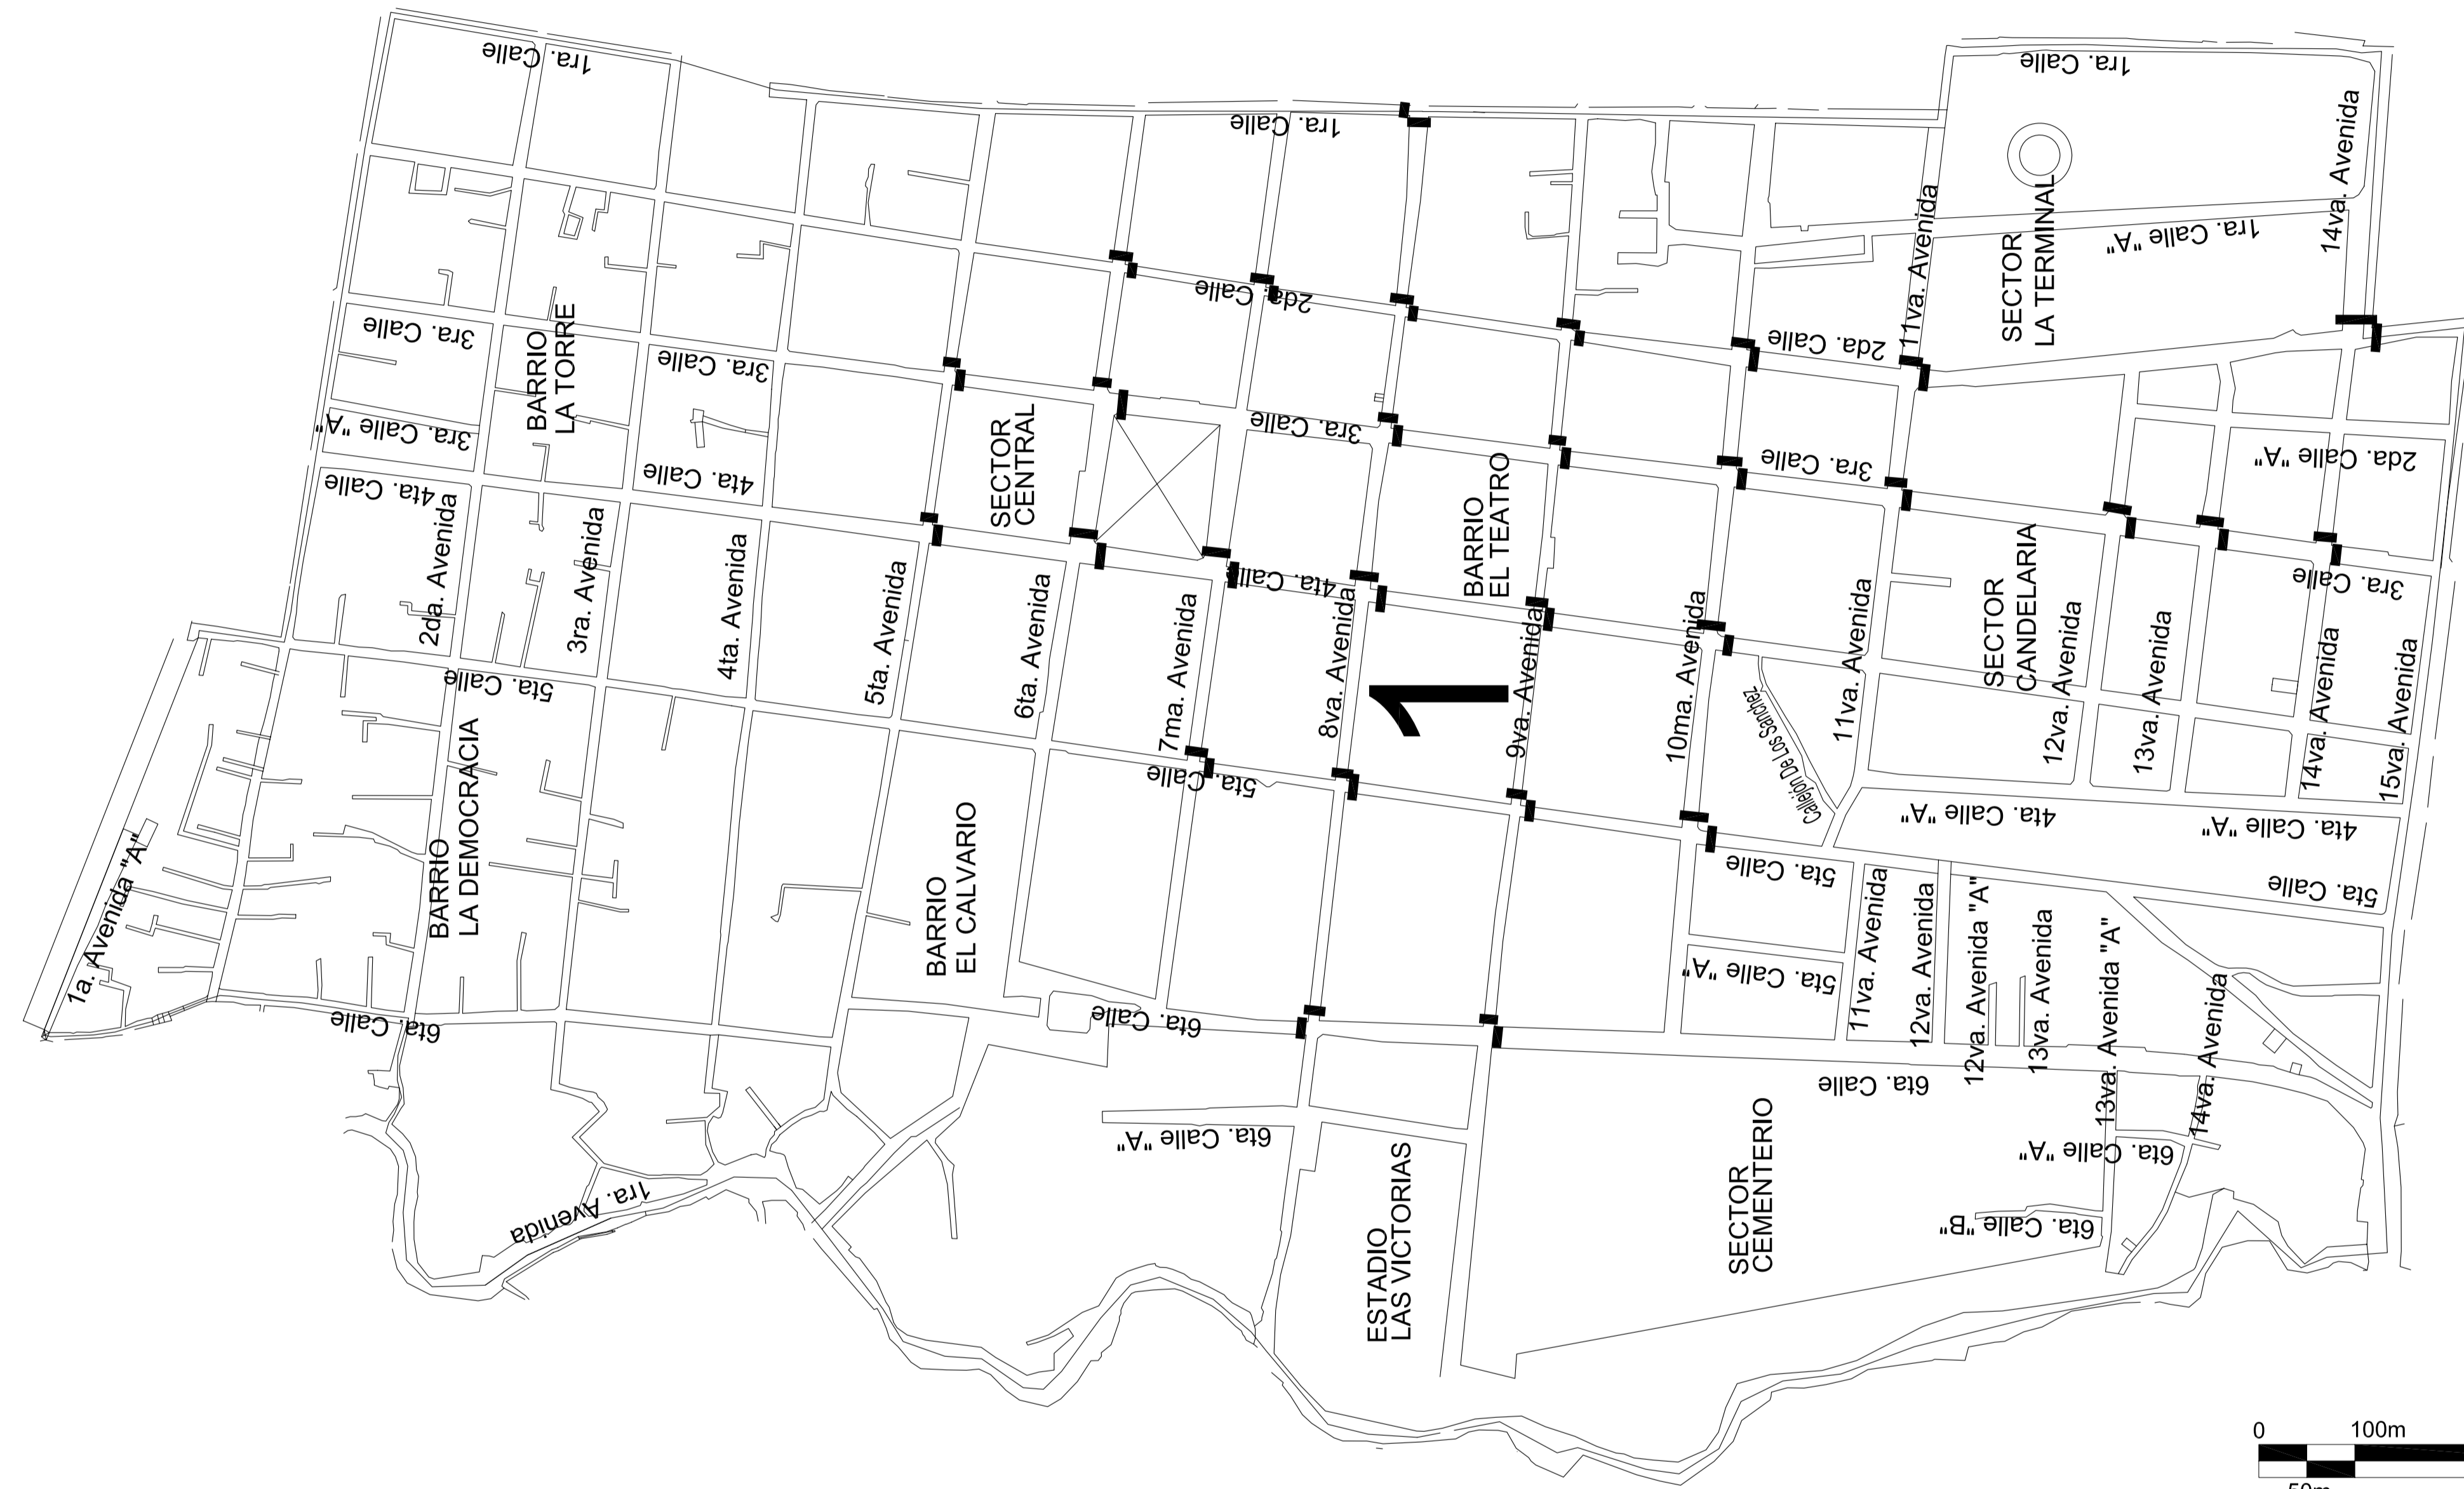 1ra. Calle
1ra. Calle
1ra. Calle
14va. Avenida
11va. Avenida
SECTOR
LA TERMINAL
1ra. Calle "A"
2da. Calle
2da. Calle
3ra. Calle
BARRIO
LA TORRE
3ra. Calle
3ra. Calle "A"
4ta. Calle
SECTOR
CENTRAL
3ra. Calle
BARRIO
EL TEATRO
3ra. Calle
2da. Calle "A"
4ta. Calle
2da. Avenida
3ra. Avenida
4ta. Avenida
5ta. Avenida
6ta. Avenida
7ma. Avenida
4ta. Calle
8va. Avenida
1
9va. Avenida
10ma. Avenida
Callejón De Los Sanchez
11va. Avenida
SECTOR
CANDELARIA
12va. Avenida
13va. Avenida
3ra. Calle
14va. Avenida
15va. Avenida
5ta. Calle
BARRIO
LA DEMOCRACIA
1a. Avenida "A"
BARRIO
EL CALVARIO
5ta. Calle
4ta. Calle "A"
4ta. Calle "A"
5ta. Calle
5ta. Calle
5ta. Calle "A"
11va. Avenida
12va. Avenida
12va. Avenida "A"
13va. Avenida
13va. Avenida "A"
14va. Avenida
6ta. Calle
6ta. Calle
6ta. Calle
6ta. Calle "A"
6ta. Calle "A"
6ta. Calle "B"
1ra. Avenida
ESTADIO
LAS VICTORIAS
SECTOR
CEMENTERIO
0 100m
50m